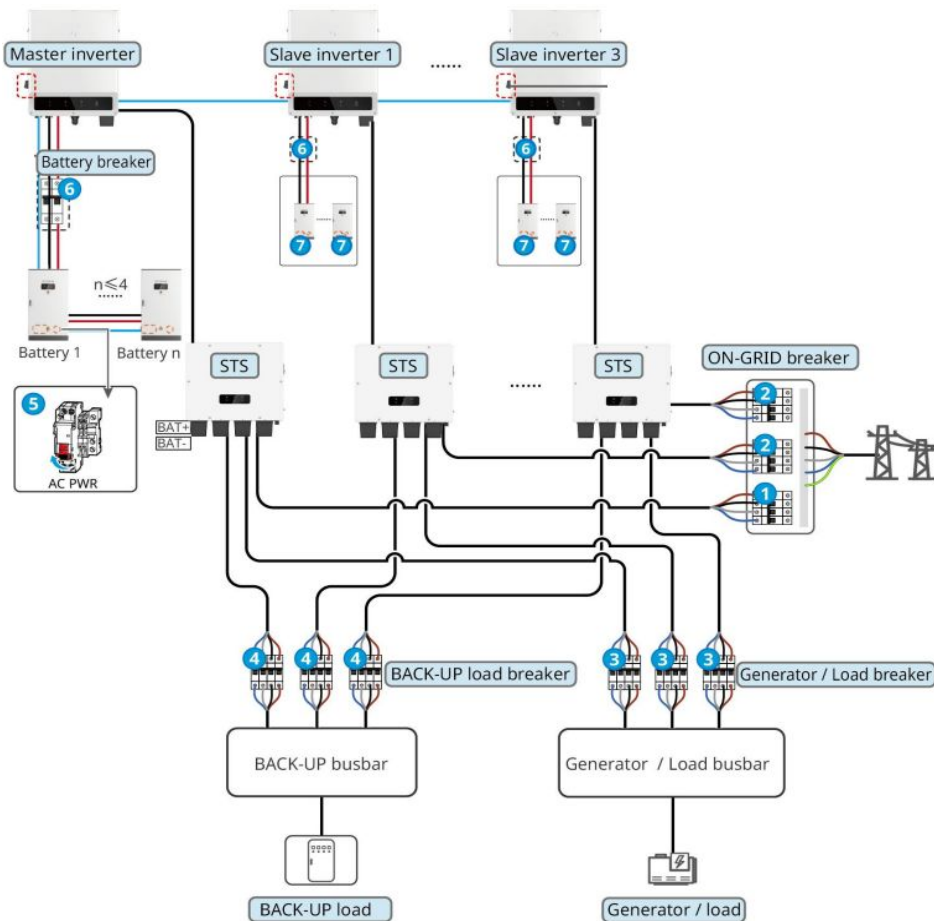 Master inverter
Slave inverter 1
......
Slave inverter 3
Battery breaker
6
6
6
......
7
7
......
7
7
n≤4
......
Battery 1
Battery n
STS
STS
......
STS
ON-GRID breaker
2
2
1
BAT+
BAT-
5
AC PWR
4
4
4
BACK-UP load breaker
3
3
3
Generator / Load breaker
BACK-UP busbar
Generator / Load busbar
BACK-UP load
Generator / load